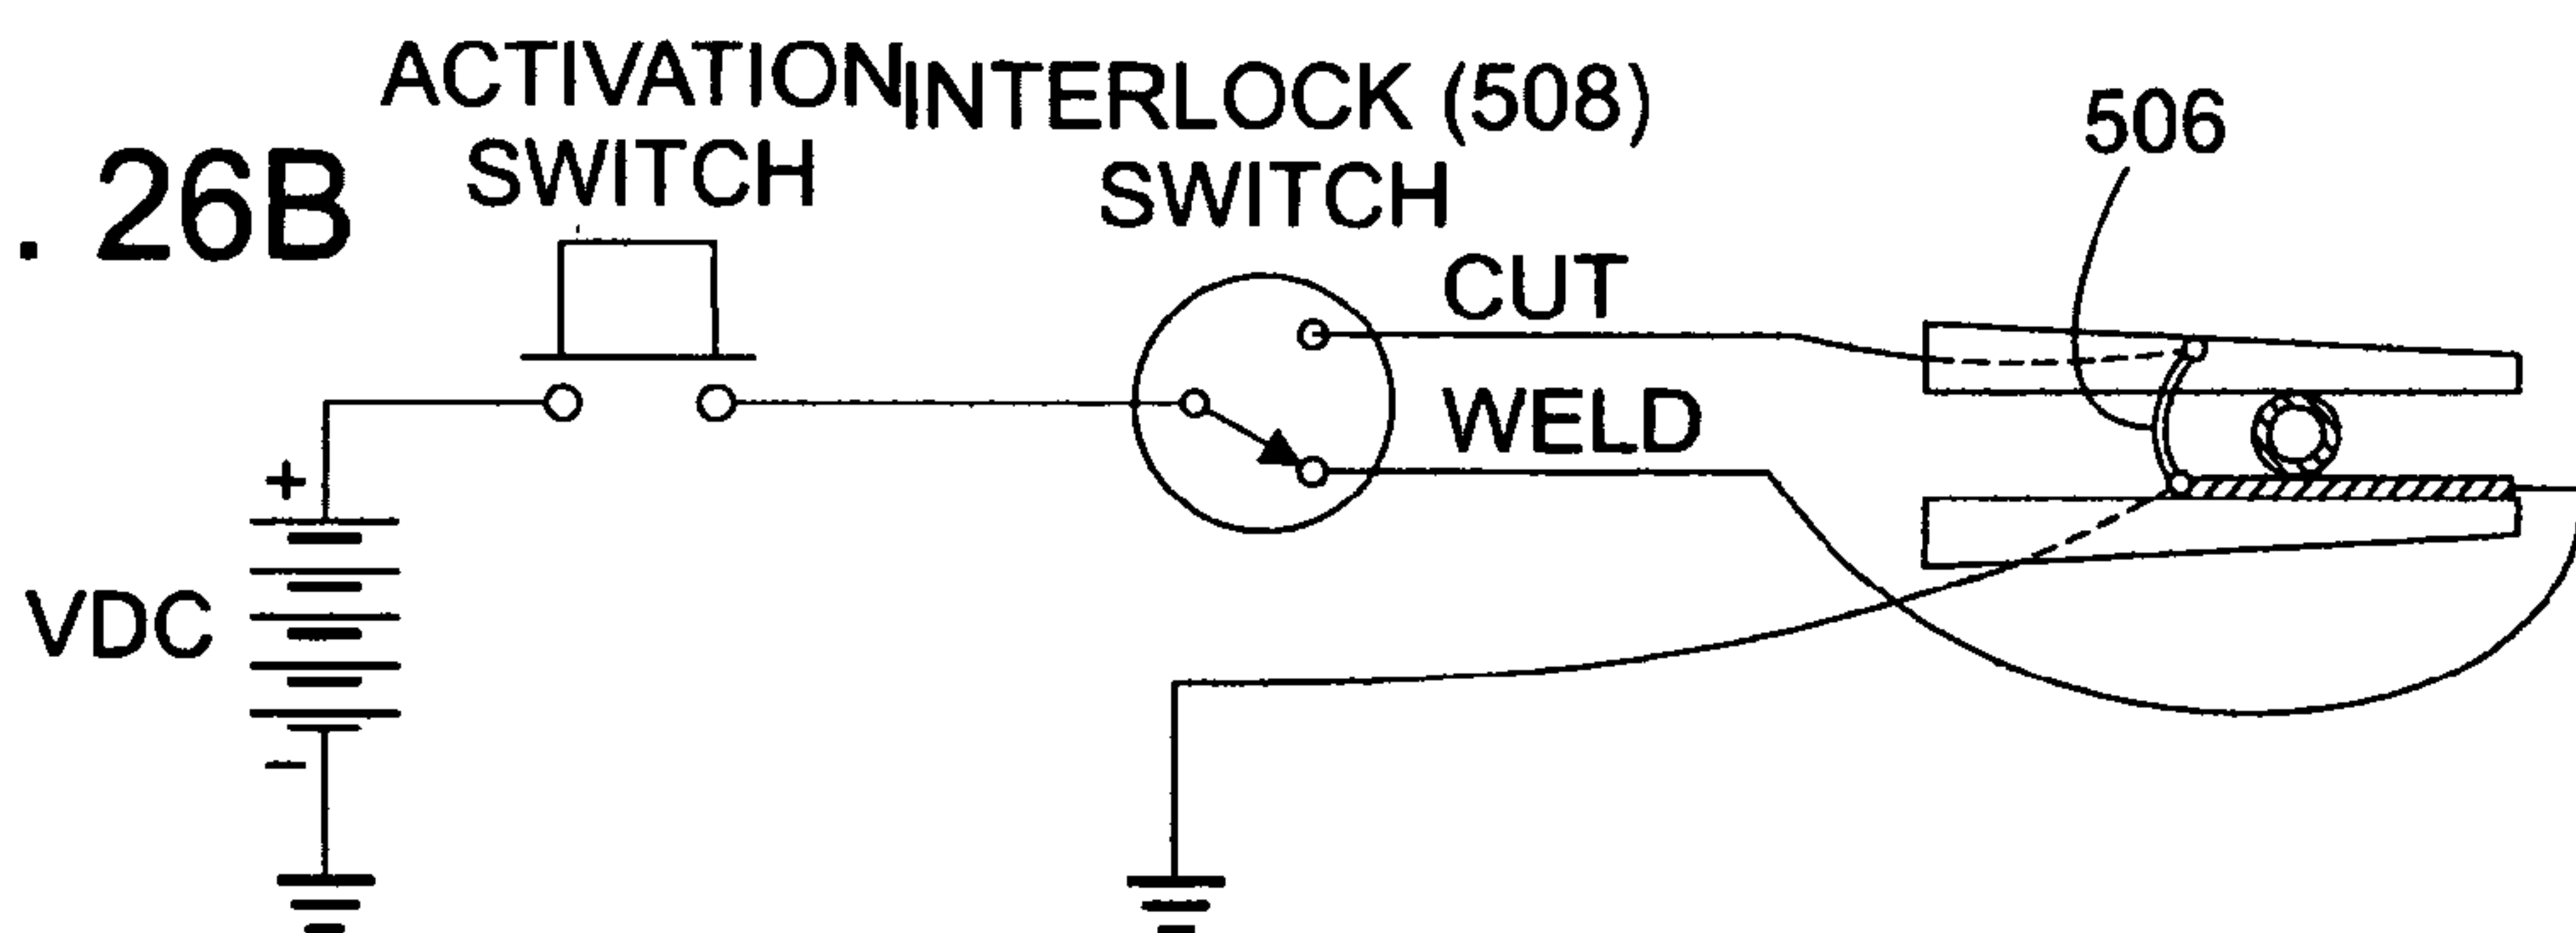 . 26B
ACTIVATION
SWITCH
INTERLOCK (508)
SWITCH
506
CUT
WELD
+
VDC
−